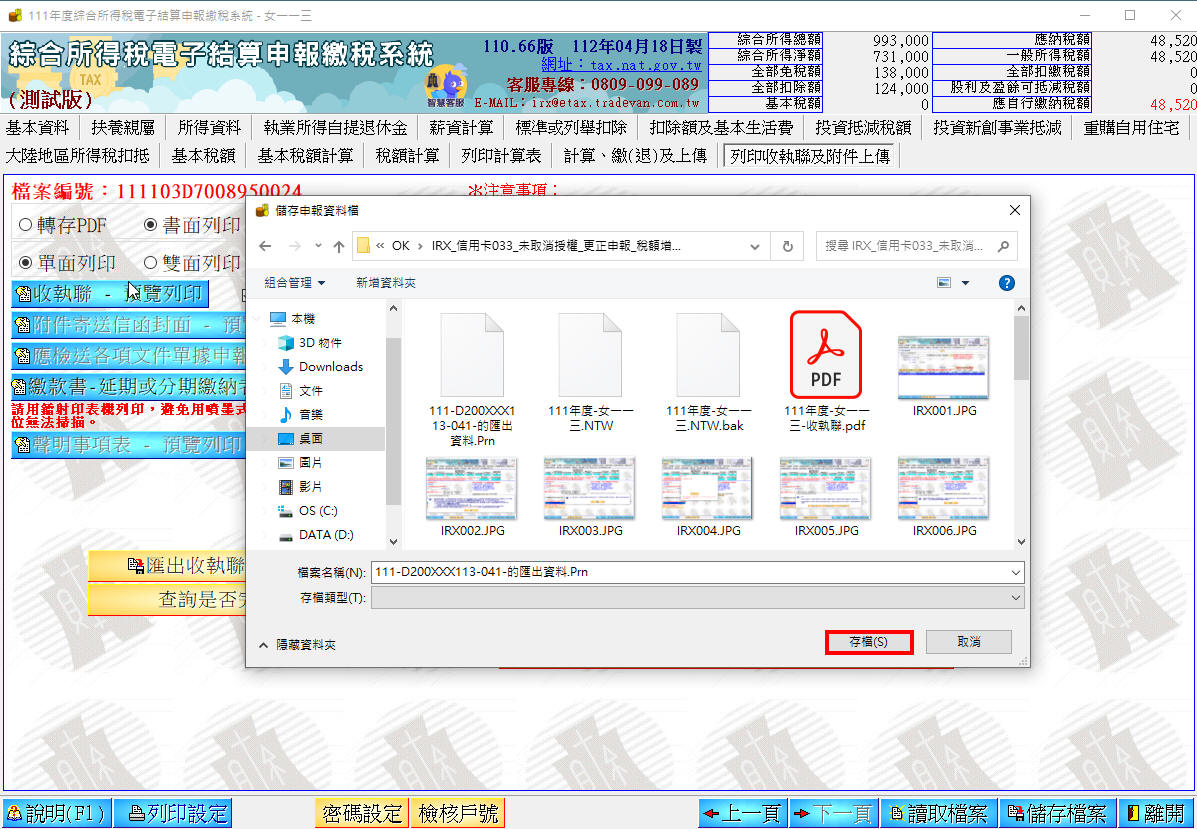 111年度綜合所得稅電子結算申報繳稅系統 - 女一一三
綜合所得稅電子結算申報繳稅系統
TAX
(測試版)
智慧客服
110.66版 112年04月18日製
網址：tax.nat.gov.tw
客服專線：0809-099-089
E-MAIL：irx@etax.tradevan.com.tw
綜合所得總額 993,000 應納稅額 48,520
綜合所得淨額 731,000 一般所得稅額 48,520
全部免稅額 138,000 全部扣繳稅額 0
全部扣除額 124,000 股利及盈餘可抵減稅額 0
基本稅額 0 應自行繳納稅額 48,520
基本資料 扶養親屬 所得資料 執業所得自提退休金 薪資計算 標準或列舉扣除 扣除額及基本生活費 投資抵減稅額 投資新創事業抵減 重購自用住宅
大陸地區所得稅扣抵 基本稅額 基本稅額計算 稅額計算 列印計算表 計算、繳(退)及上傳 列印收執聯及附件上傳
檔案編號：111103D7008950024
＊注意事項：
轉存PDF 書面列印
單面列印 雙面列印
收執聯 - 預覽列印
附件寄送信函封面 - 預
應檢送各項文件單據申報
繳款書-延期或分期繳納
請用鐳射印表機列印，避免用噴墨式
位無法掃描。
聲明事項表 - 預覽列印
匯出收執聯
查詢是否完
儲存申報資料檔
« OK › IRX_信用卡033_未取消授權_更正申報_稅額增...
搜尋 IRX_信用卡033_未取消...
組合管理 新增資料夾
本機
3D 物件
Downloads
文件
音樂
桌面
圖片
影片
OS (C:)
DATA (D:)
PDF
111-D200XXX1
13-041-的匯出
資料.Prn
111年度-女一一
三.NTW
111年度-女一一
三.NTW.bak
111年度-女一一
三-收執聯.pdf
IRX001.JPG
IRX002.JPG
IRX003.JPG
IRX004.JPG
IRX005.JPG
IRX006.JPG
檔案名稱(N): 111-D200XXX113-041-的匯出資料.Prn
存檔類型(T):
隱藏資料夾
存檔(S)
取消
說明(F1) 列印設定 密碼設定 檢核戶號 上一頁 下一頁 讀取檔案 儲存檔案 離開